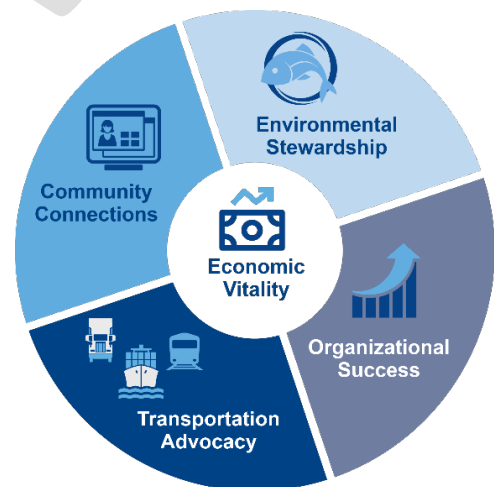 Environmental
Stewardship
Community
Connections
Economic
Vitality
Organizational
Success
Transportation
Advocacy